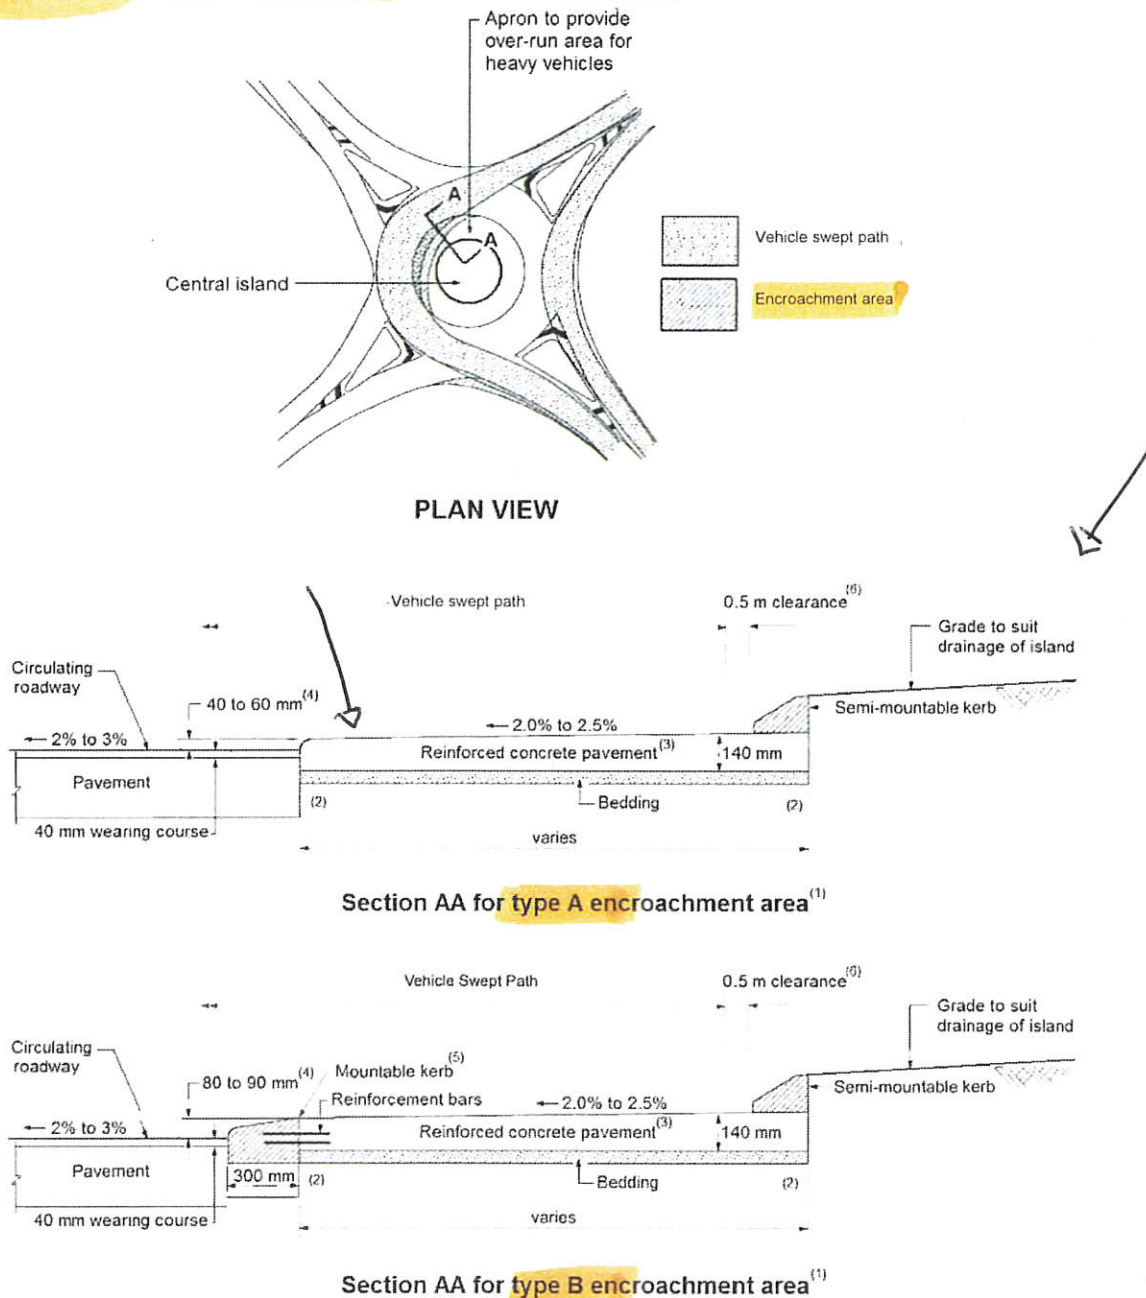 Apron to provide
over-run area for
heavy vehicles
A
A
Central island
Vehicle swept path
Encroachment area
PLAN VIEW
Vehicle swept path
0.5 m clearance(6)
Grade to suit
drainage of island
Circulating
roadway
40 to 60 mm(4)
Semi-mountable kerb
2% to 3%
2.0% to 2.5%
Reinforced concrete pavement(3)
140 mm
Pavement
(2)
Bedding
(2)
40 mm wearing course
varies
Section AA for type A encroachment area(1)
Vehicle Swept Path
0.5 m clearance(6)
Grade to suit
drainage of island
Circulating
roadway
80 to 90 mm(4)
Mountable kerb(5)
Reinforcement bars
Semi-mountable kerb
2% to 3%
2.0% to 2.5%
Reinforced concrete pavement(3)
140 mm
Pavement
300 mm
(2)
Bedding
(2)
40 mm wearing course
varies
Section AA for type B encroachment area(1)